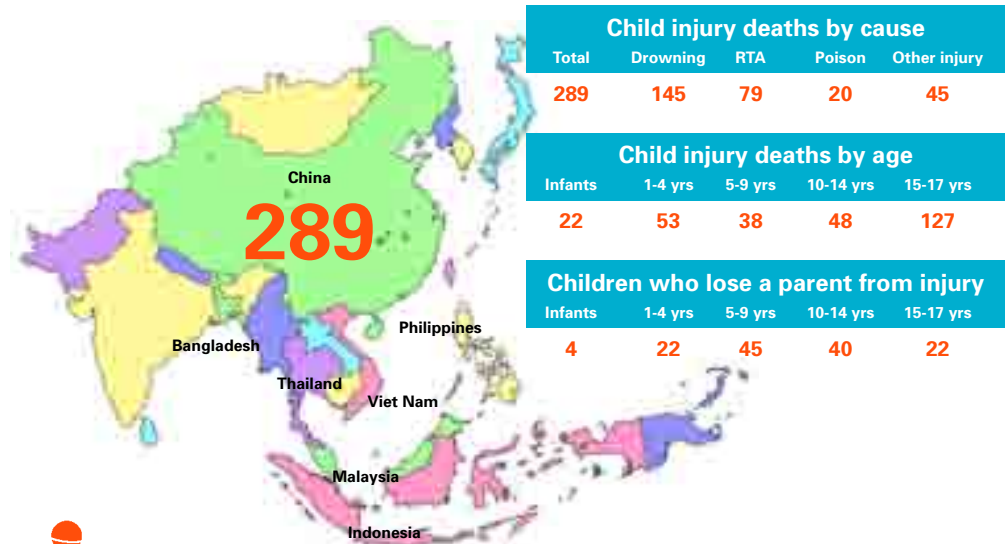 Child injury deaths by cause
Total Drowning RTA Poison Other injury
289 145 79 20 45
Child injury deaths by age
Infants 1-4 yrs 5-9 yrs 10-14 yrs 15-17 yrs
22 53 38 48 127
Children who lose a parent from injury
Infants 1-4 yrs 5-9 yrs 10-14 yrs 15-17 yrs
4 22 45 40 22
China
289
Philippines
Bangladesh
Thailand
Viet Nam
Malaysia
Indonesia